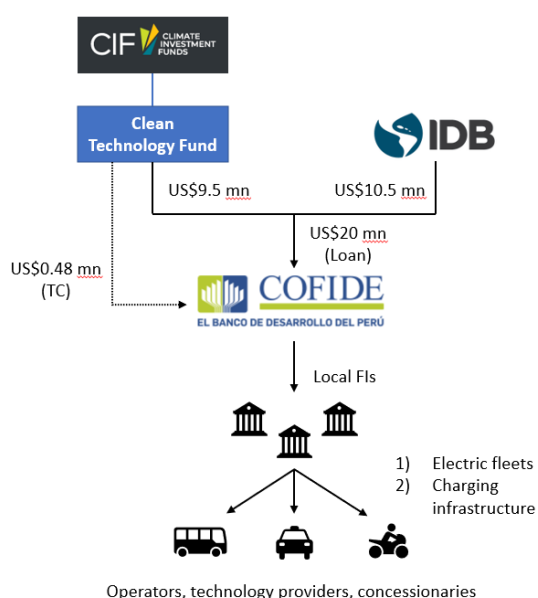 CIF CLIMATE
INVESTMENT
FUNDS
Clean
Technology Fund
IDB
US$9.5 mn
US$10.5 mn
US$20 mn
(Loan)
US$0.48 mn
(TC)
COFIDE
EL BANCO DE DESARROLLO DEL PERÚ
Local FIs
1) Electric fleets
2) Charging
infrastructure
Operators, technology providers, concessionaries